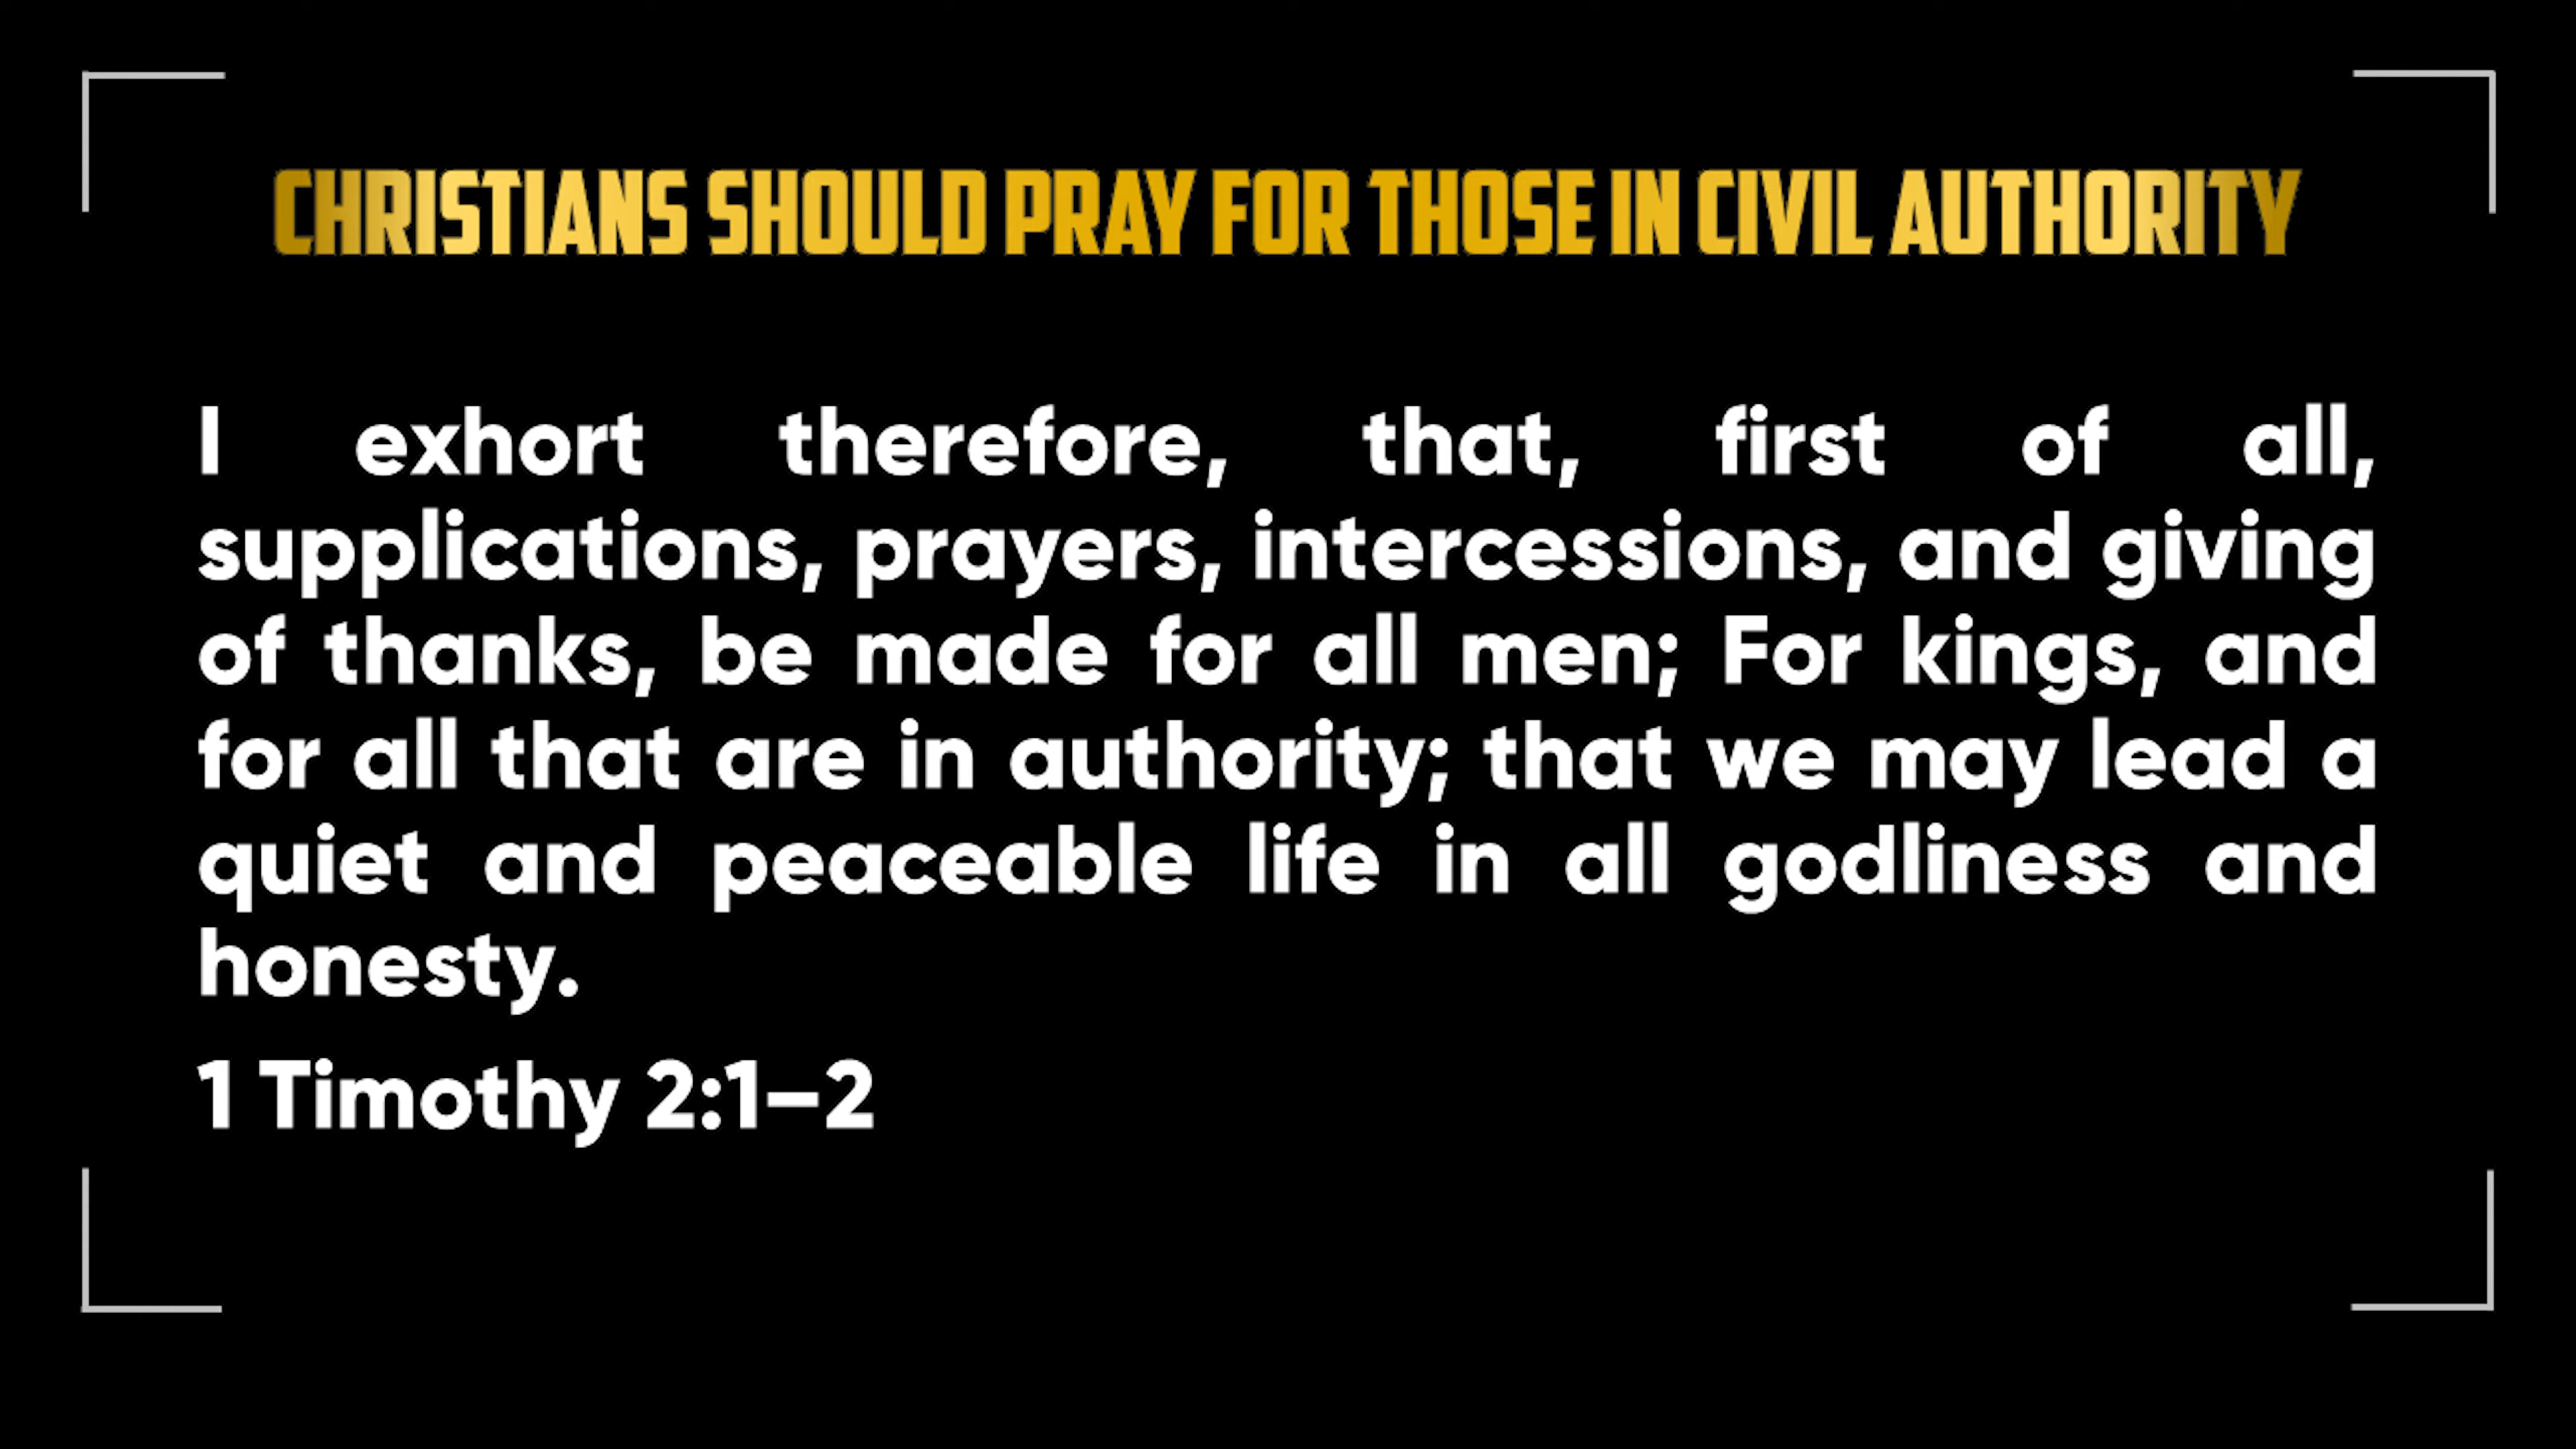 CHRISTIANS SHOULD PRAY FOR THOSE IN CIVIL AUTHORITY
I exhort therefore, that, first of all,
supplications, prayers, intercessions, and giving
of thanks, be made for all men; For kings, and
for all that are in authority; that we may lead a
quiet and peaceable life in all godliness and
honesty.
1 Timothy 2:1–2